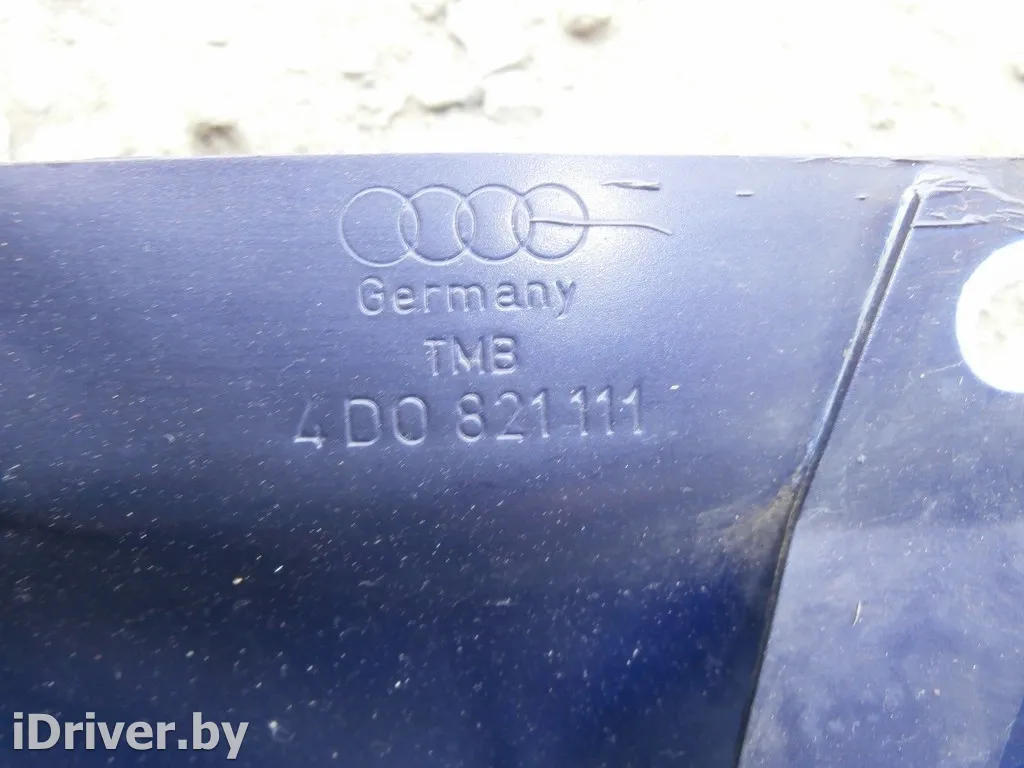 Germany
TMB
4D0 821 111
iDriver.by